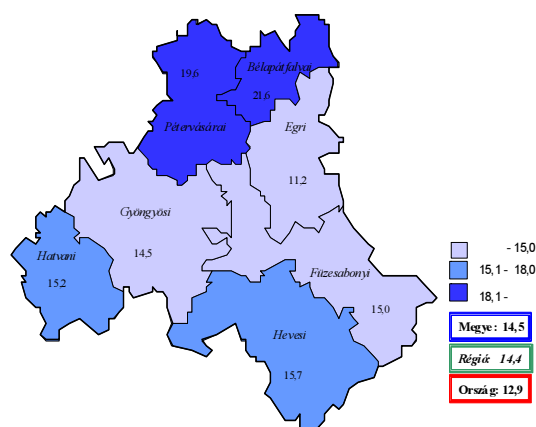 19,6
Bélapátfalvai
21,6
Pétervásárai
Egri
11,2
Gyöngyösi
14,5
Hatvani
15,2
Füzesabonyi
15,0
Hevesi
15,7
- 15,0
15,1 - 18,0
18,1 -
Megye: 14,5
Régió: 14,4
Ország: 12,9